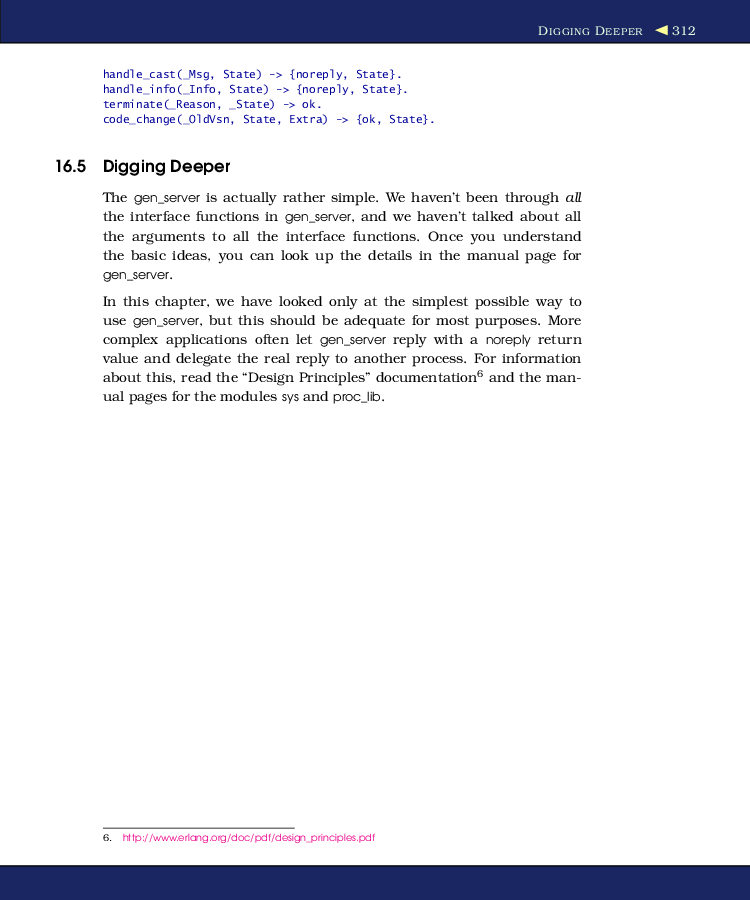 DIGGING DEEPER ◀ 312
handle_cast(_Msg, State) -> {noreply, State}.
handle_info(_Info, State) -> {noreply, State}.
terminate(_Reason, _State) -> ok.
code_change(_OldVsn, State, Extra) -> {ok, State}.
16.5 Digging Deeper
The gen_server is actually rather simple. We haven’t been through all
the interface functions in gen_server, and we haven’t talked about all
the arguments to all the interface functions. Once you understand
the basic ideas, you can look up the details in the manual page for
gen_server.
In this chapter, we have looked only at the simplest possible way to
use gen_server, but this should be adequate for most purposes. More
complex applications often let gen_server reply with a noreply return
value and delegate the real reply to another process. For information
about this, read the “Design Principles” documentation6 and the man-
ual pages for the modules sys and proc_lib.
6. http://www.erlang.org/doc/pdf/design_principles.pdf